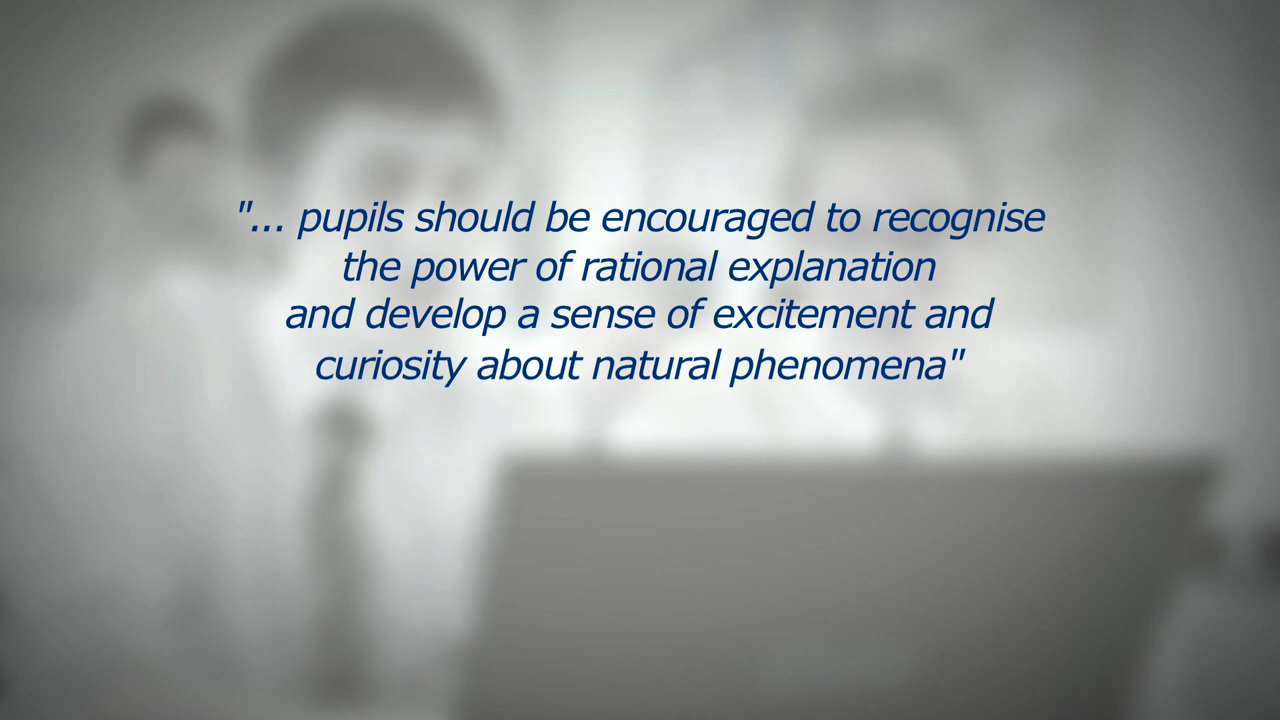 "... pupils should be encouraged to recognise
the power of rational explanation
and develop a sense of excitement and
curiosity about natural phenomena"